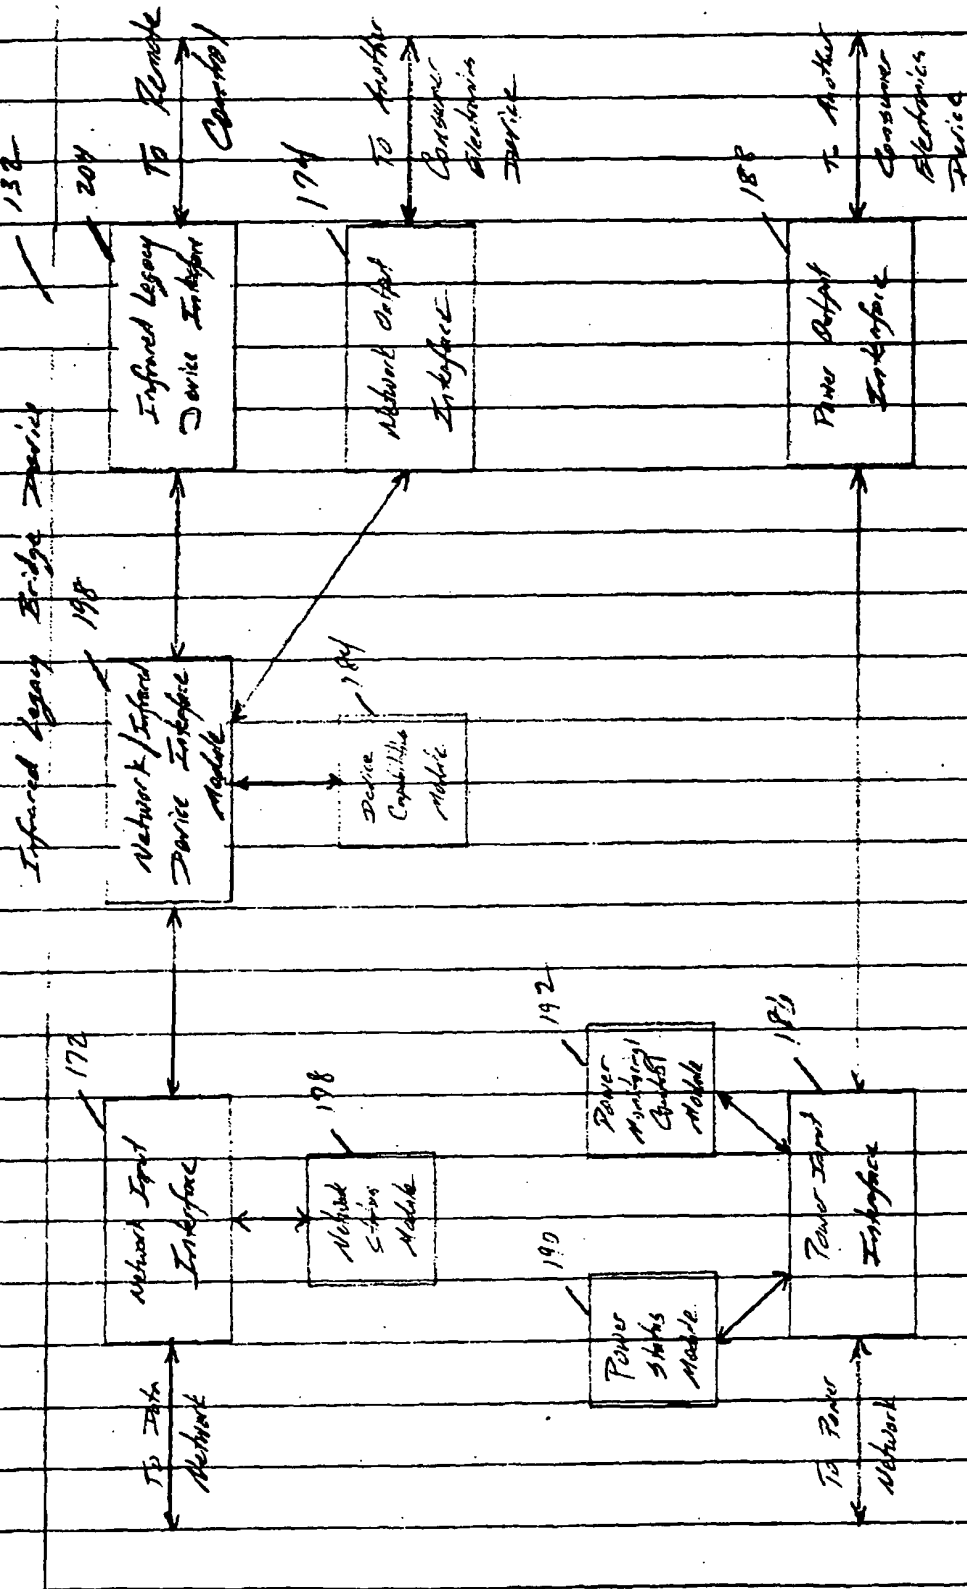 Infrared Legacy Bridge Device
132
To Data
Network
172
Network Input
Interface
198
Network/Infrared
Device Interface
Module
204
Infrared Legacy
Device Interface
To Remote
Control
178
Network
Status
Module
184
Device
Capabilities
Module
174
Network Output
Interface
To Another
Consumer
Electronics
Device
190
Power
Status
Module
192
Power
Monitoring/
Control
Module
To Power
Network
186
Power Input
Interface
188
Power Output
Interface
To Another
Consumer
Electronics
Device